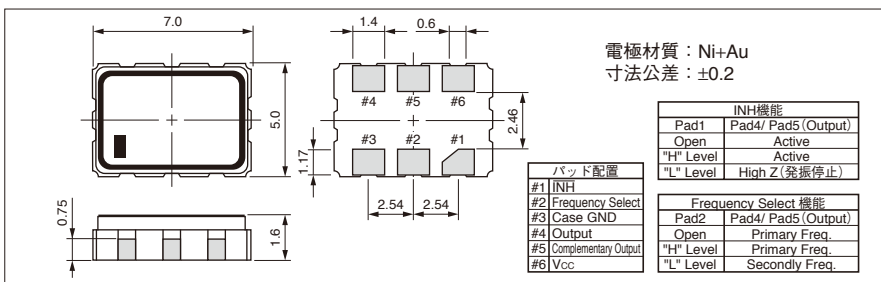 7.0
5.0
0.75
1.6
1.4
0.6
#4
#5
#6
2.46
#3
#2
#1
1.17
2.54
2.54
電極材質：Ni+Au
寸法公差：±0.2
パッド配置
#1 INH
#2 Frequency Select
#3 Case GND
#4 Output
#5 Complementary Output
#6 Vcc
INH機能
Pad1 Pad4/ Pad5(Output)
Open Active
"H" Level Active
"L" Level High Z(発振停止)
Frequency Select 機能
Pad2 Pad4/ Pad5(Output)
Open Primary Freq.
"H" Level Primary Freq.
"L" Level Secondly Freq.